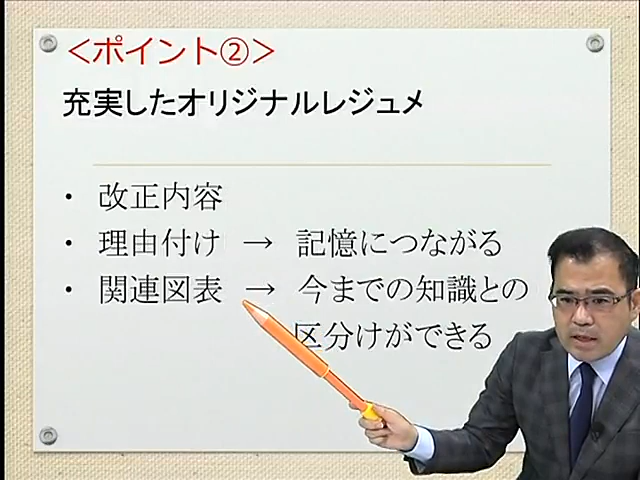 ＜ポイント②＞
充実したオリジナルレジュメ
・ 改正内容
・ 理由付け → 記憶につながる
・ 関連図表 → 今までの知識との
区分けができる